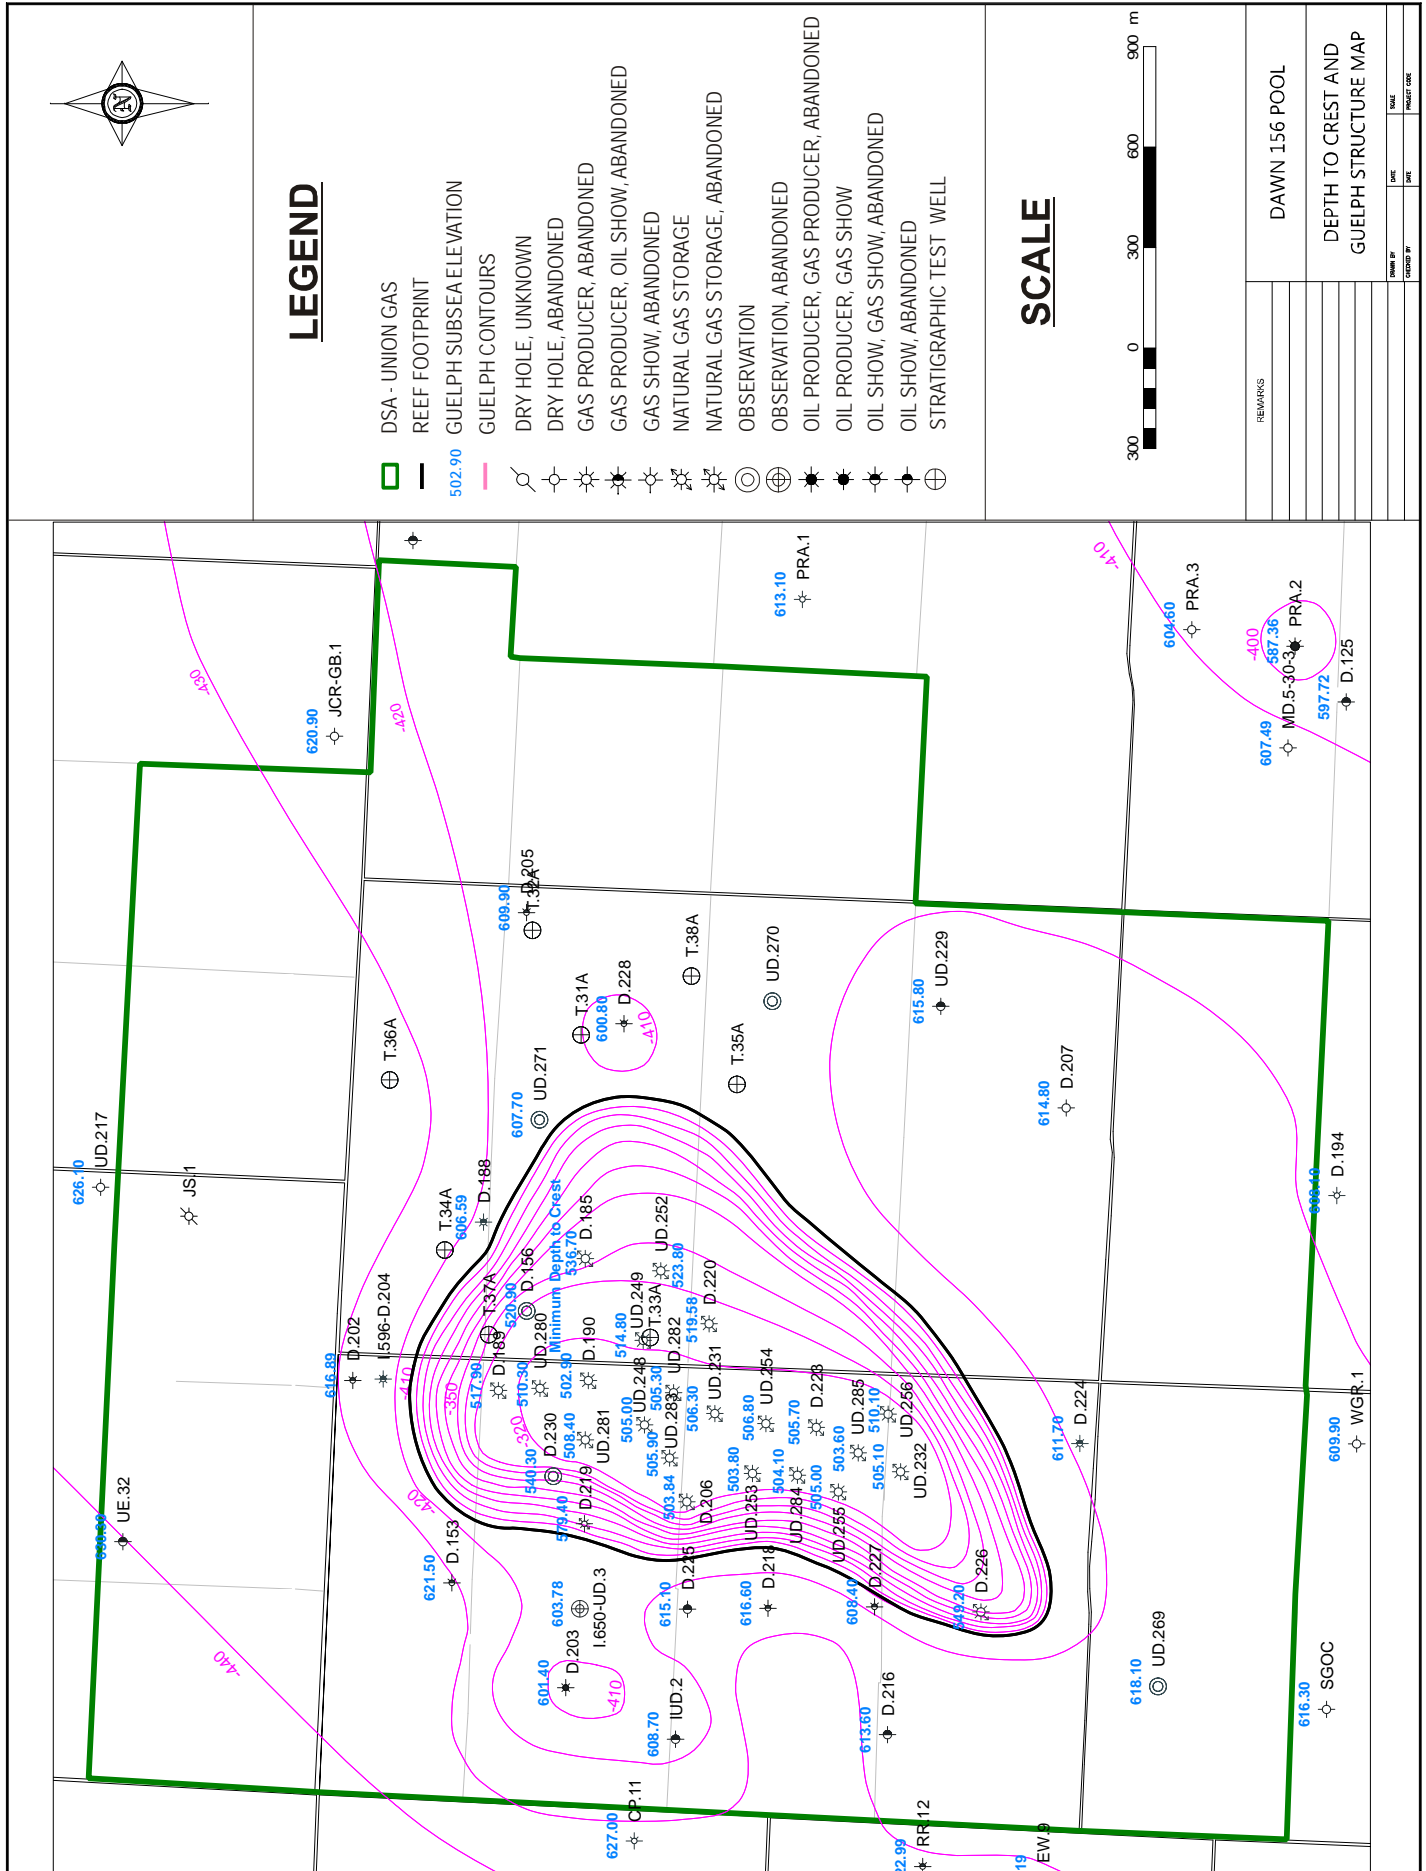 N
LEGEND
DSA - UNION GAS
REEF FOOTPRINT
502.90 GUELPH SUBSEA ELEVATION
GUELPH CONTOURS
DRY HOLE, UNKNOWN
DRY HOLE, ABANDONED
GAS PRODUCER, ABANDONED
GAS PRODUCER, OIL SHOW, ABANDONED
GAS SHOW, ABANDONED
NATURAL GAS STORAGE
NATURAL GAS STORAGE, ABANDONED
OBSERVATION
OBSERVATION, ABANDONED
OIL PRODUCER, GAS PRODUCER, ABANDONED
OIL PRODUCER, GAS SHOW
OIL SHOW, GAS SHOW, ABANDONED
OIL SHOW, ABANDONED
STRATIGRAPHIC TEST WELL
SCALE
300 0 300 600 900 m
REMARKS
DAWN 156 POOL
DEPTH TO CREST AND
GUELPH STRUCTURE MAP
DRAWN BY DATE SCALE
CHECKED BY DATE PROJECT CODE
626.10
UD.217
JS.1
UE.32
-440
-430
620.90
JCR-GB.1
-420
616.89
D.202
I.596-D.204
T.36A
-410
-420
621.50
D.153
T.34A
606.59
D.188
-350
517.90
D.189
T.37A
609.90
D.205
T.32A
-320
510.30
UD.280
520.90
D.156
607.70
UD.271
540.30
D.230
Minimum Depth to Crest
601.40
D.203
603.78
I.650-UD.3
579.40
D.219
508.40
UD.281
502.90
D.190
536.70
D.185
T.31A
600.80
D.228
-410
-410
505.00
UD.248
514.80
UD.249
T.33A
UD.252
523.80
627.00
CP.11
608.70
IUD.2
615.10
D.225
503.84
D.206
505.90
UD.283
505.30
UD.282
T.38A
506.30
UD.231
519.58
D.220
T.35A
616.60
D.218
503.80
UD.253
506.80
UD.254
UD.270
613.10
PRA.1
504.10
UD.284
505.70
D.223
505.00
UD.255
503.60
UD.285
613.60
D.216
608.40
D.227
505.10
UD.232
510.10
UD.256
615.80
UD.229
22.99
RR.12
549.20
D.226
19
EW.9
611.70
D.224
614.80
D.207
-410
618.10
UD.269
604.60
PRA.3
-400
587.36
PRA.2
607.49
MD.5-30-3
616.30
SGOC
609.90
WGR.1
D.194
597.72
D.125